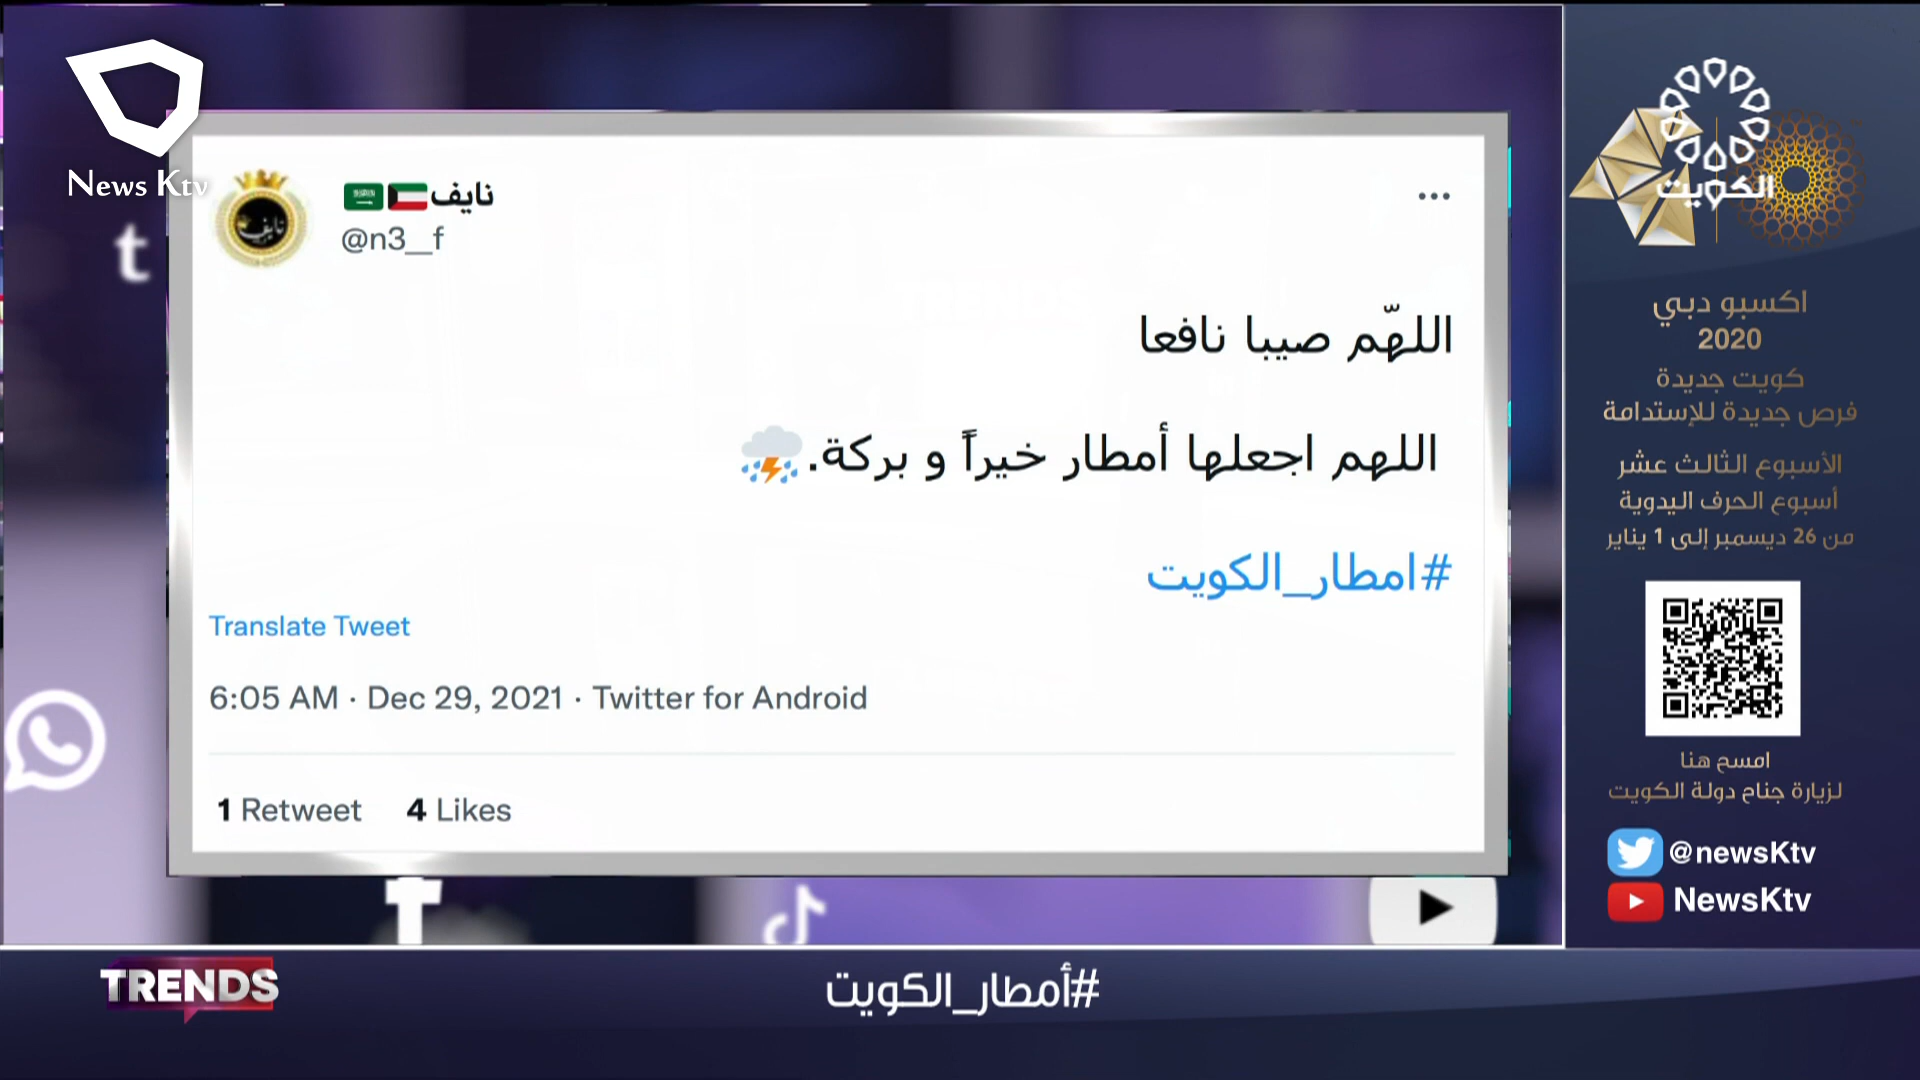 News Ktv
نايف
@n3__f
اللهّم صيبا نافعا
اللهم اجعلها أمطار خيراً و بركة.
#امطار_الكويت
Translate Tweet
6:05 AM · Dec 29, 2021 · Twitter for Android
1 Retweet 4 Likes
الكويت
اكسبو دبي
2020
كويت جديدة
فرص جديدة للإستدامة
الأسبوع الثالث عشر
أسبوع الحرف اليدوية
من 26 ديسمبر إلى 1 يناير
امسح هنا
لزيارة جناح دولة الكويت
@newsKtv
NewsKtv
TRENDS
#أمطار_الكويت